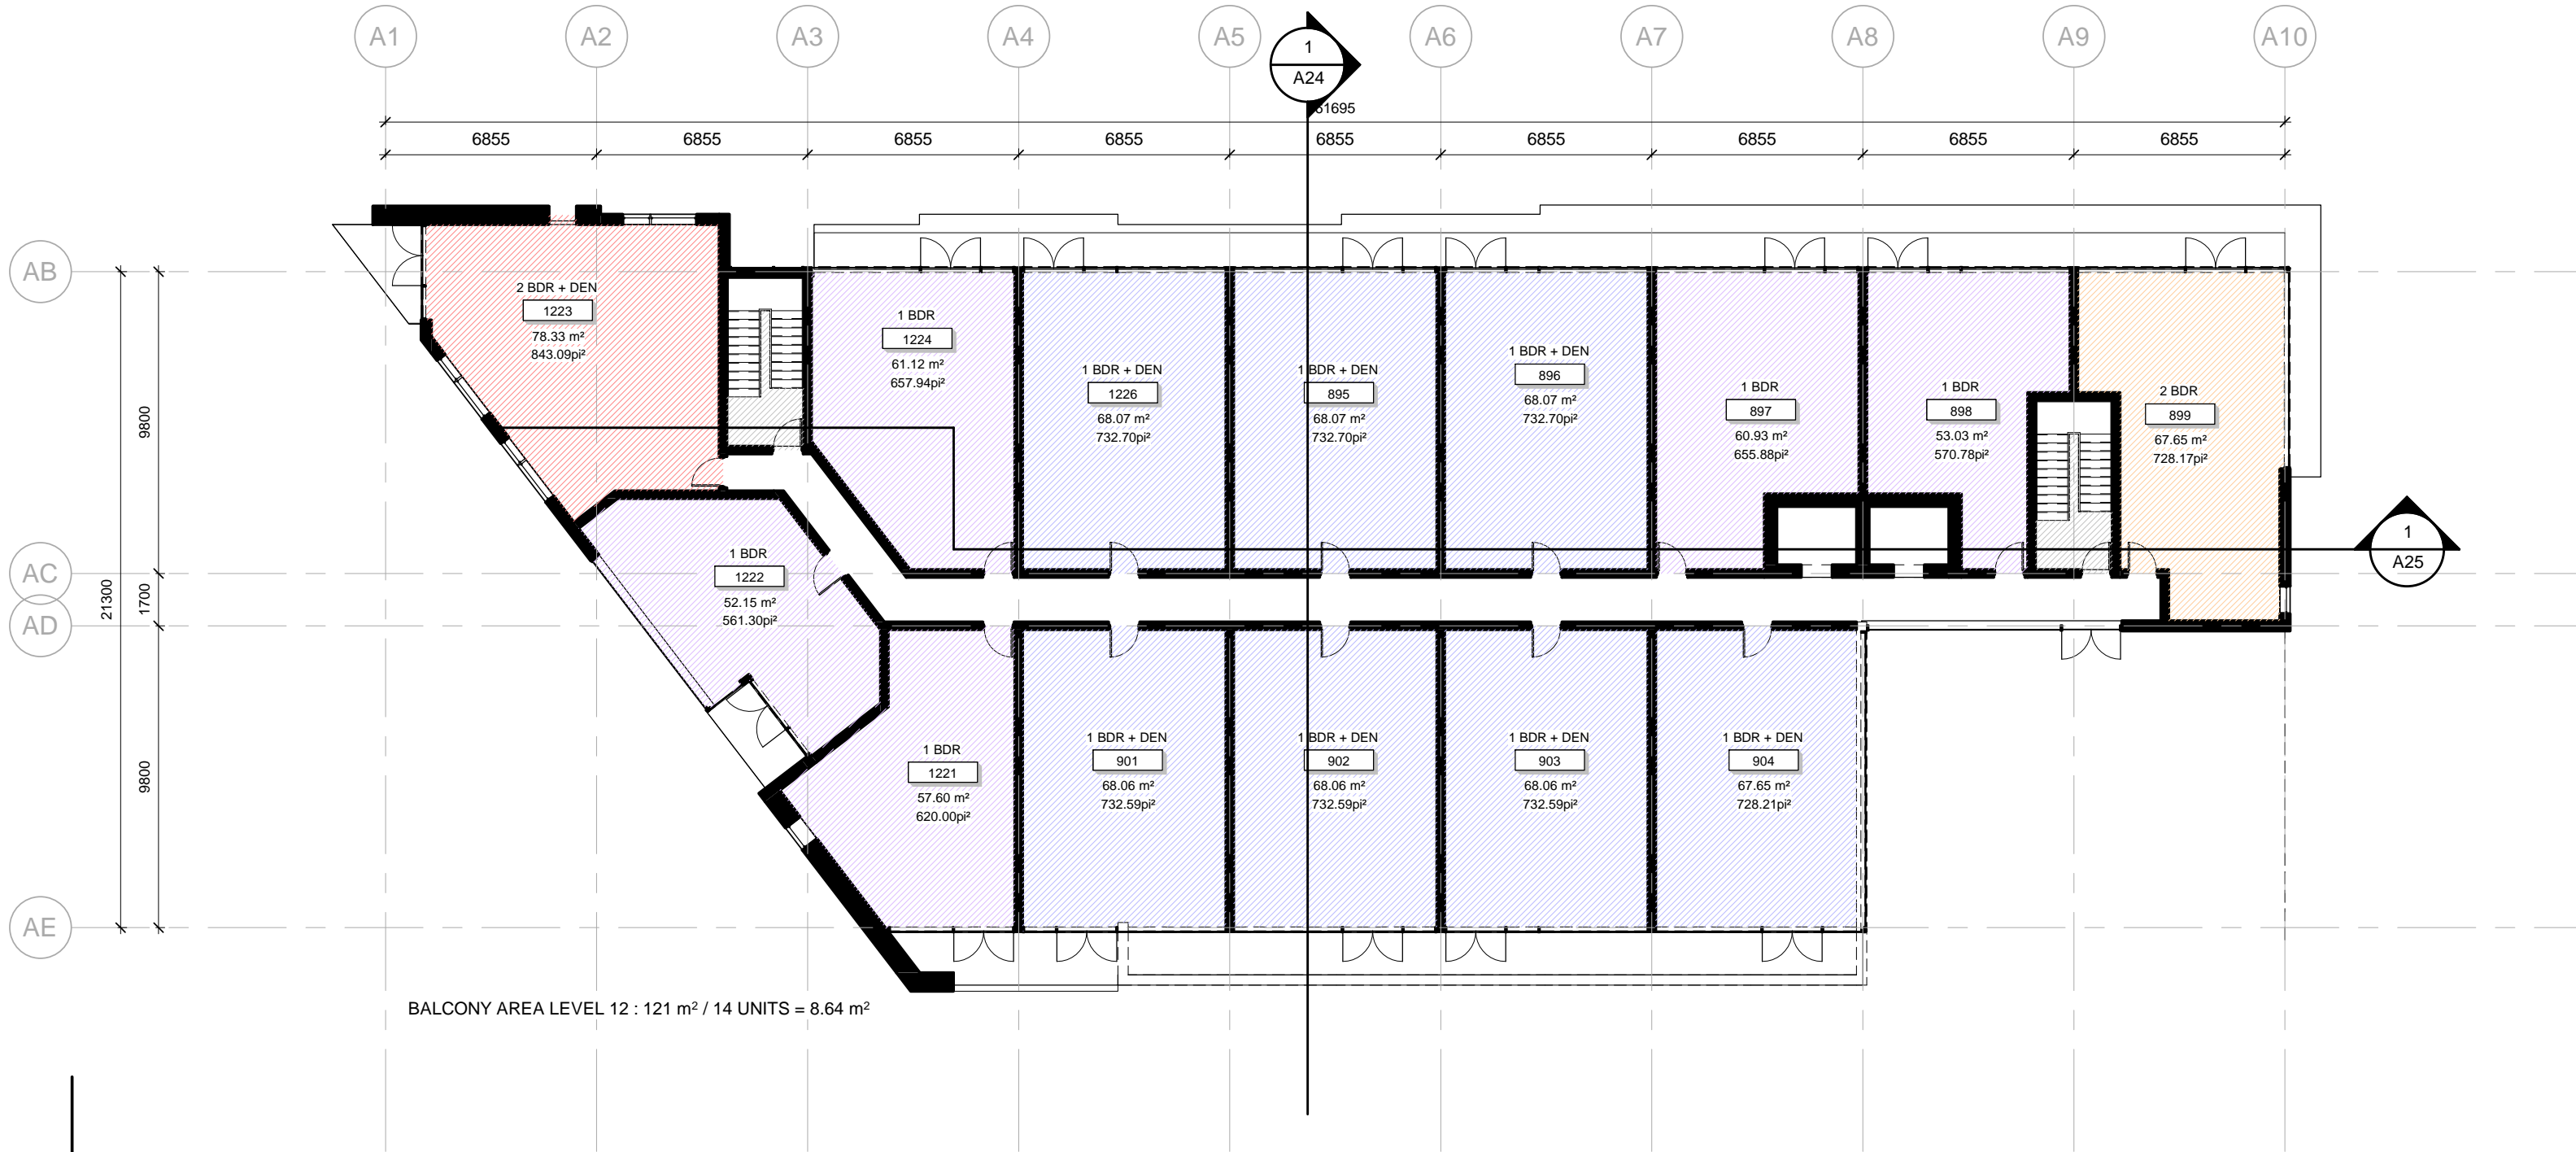 A1 A2 A3 A4 A5 A6 A7 A8 A9 A10
1
A24
61695
6855 6855 6855 6855 6855 6855 6855 6855 6855
AB
AC
AD
AE
9800
1700
9800
21300
2 BDR + DEN
1223
78.33 m²
843.09pi²
1 BDR
1224
61.12 m²
657.94pi²
1 BDR + DEN
1226
68.07 m²
732.70pi²
1 BDR + DEN
895
68.07 m²
732.70pi²
1 BDR + DEN
896
68.07 m²
732.70pi²
1 BDR
897
60.93 m²
655.88pi²
1 BDR
898
53.03 m²
570.78pi²
2 BDR
899
67.65 m²
728.17pi²
1
A25
1 BDR
1222
52.15 m²
561.30pi²
1 BDR
1221
57.60 m²
620.00pi²
1 BDR + DEN
901
68.06 m²
732.59pi²
1 BDR + DEN
902
68.06 m²
732.59pi²
1 BDR + DEN
903
68.06 m²
732.59pi²
1 BDR + DEN
904
67.65 m²
728.21pi²
BALCONY AREA LEVEL 12 : 121 m² / 14 UNITS = 8.64 m²